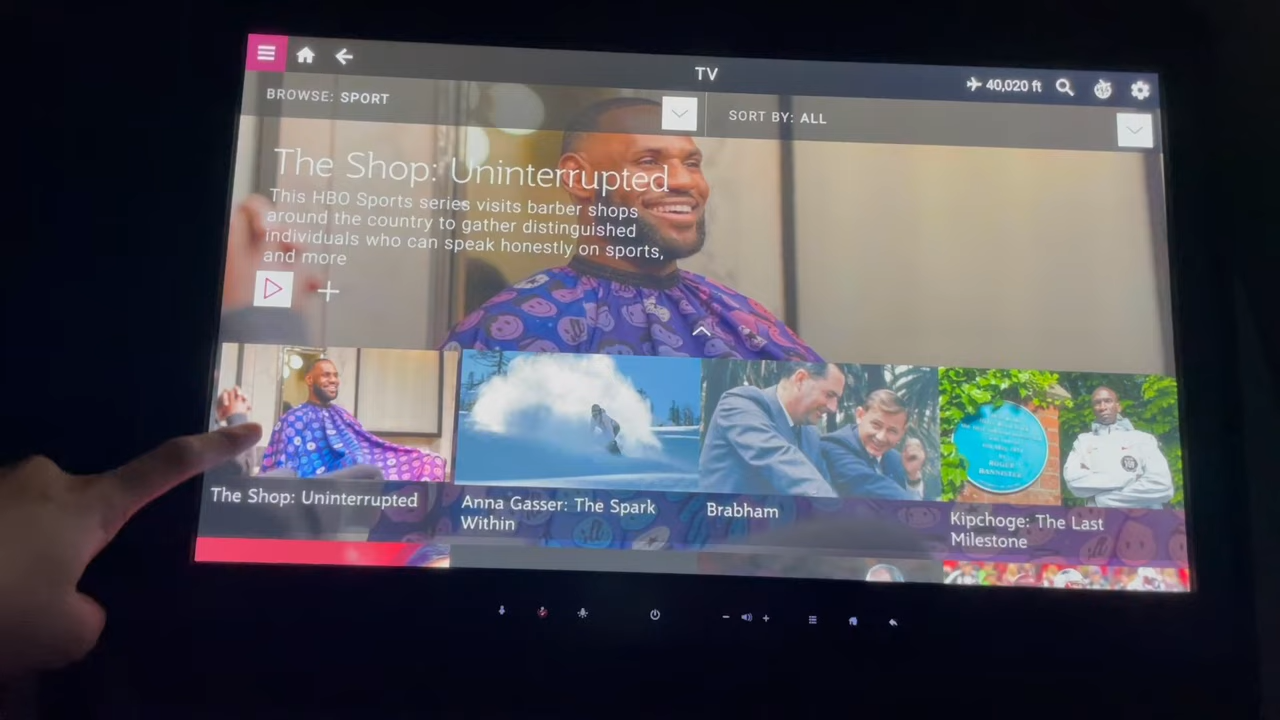 TV
40,020 ft
BROWSE: SPORT
SORT BY: ALL
The Shop: Uninterrupted
This HBO Sports series visits barber shops
around the country to gather distinguished
individuals who can speak honestly on sports,
and more
The Shop: Uninterrupted
Anna Gasser: The Spark
Within
Brabham
Kipchoge: The Last
Milestone
ROGER
BANNISTER